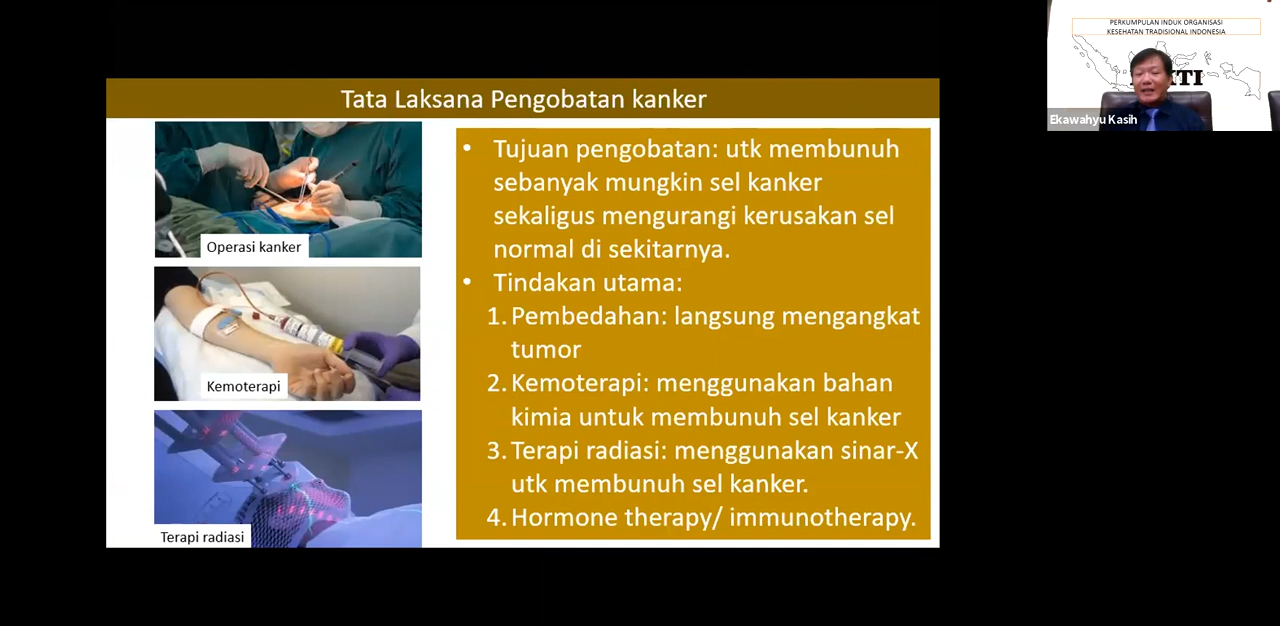 Tata Laksana Pengobatan kanker
Operasi kanker
Kemoterapi
Terapi radiasi
• Tujuan pengobatan: utk membunuh
sebanyak mungkin sel kanker
sekaligus mengurangi kerusakan sel
normal di sekitarnya.
• Tindakan utama:
1. Pembedahan: langsung mengangkat
tumor
2. Kemoterapi: menggunakan bahan
kimia untuk membunuh sel kanker
3. Terapi radiasi: menggunakan sinar-X
utk membunuh sel kanker.
4. Hormone therapy/ immunotherapy.
PERKUMPULAN INDUK ORGANISASI
KESEHATAN TRADISIONAL INDONESIA
Ekawahyu Kasih